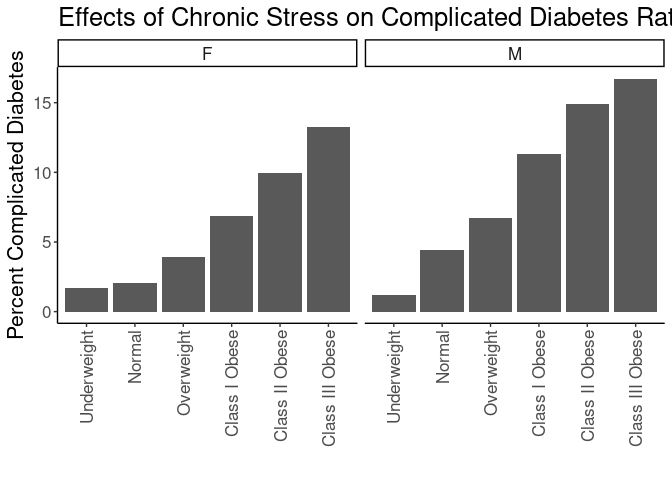 Effects of Chronic Stress on Complicated Diabetes Rat
F
M
Percent Complicated Diabetes
15
10
5
0
Underweight
Normal
Overweight
Class I Obese
Class II Obese
Class III Obese
Underweight
Normal
Overweight
Class I Obese
Class II Obese
Class III Obese